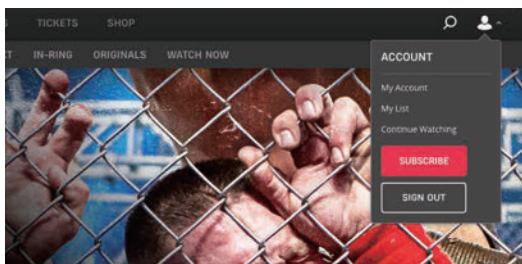 TICKETS SHOP
IN-RING ORIGINALS WATCH NOW
ACCOUNT
My Account
My List
Continue Watching
SUBSCRIBE
SIGN OUT